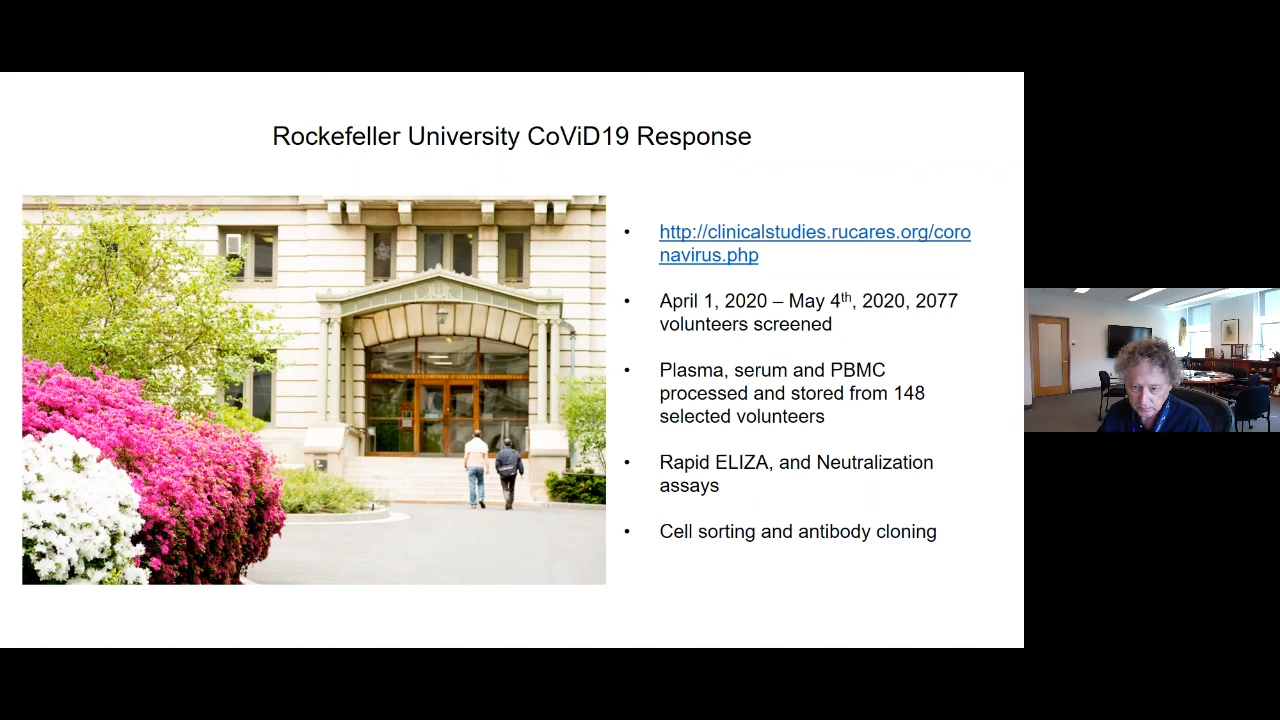 Rockefeller University CoViD19 Response
http://clinicalstudies.rucares.org/coro
navirus.php
April 1, 2020 – May 4th, 2020, 2077
volunteers screened
Plasma, serum and PBMC
processed and stored from 148
selected volunteers
Rapid ELIZA, and Neutralization
assays
Cell sorting and antibody cloning